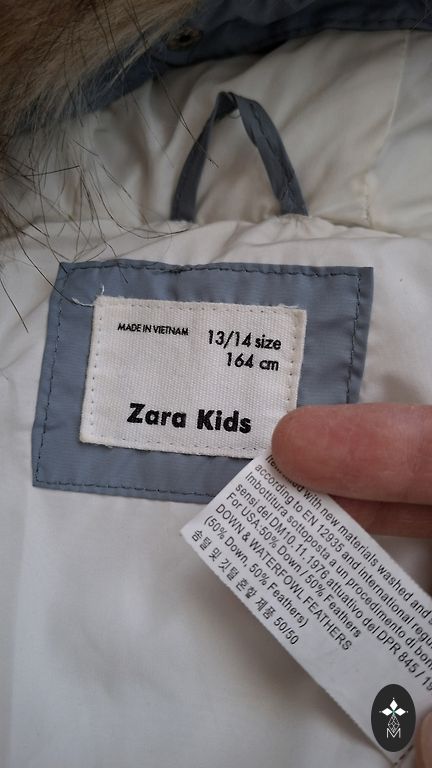 MADE IN VIETNAM
13/14 size
164 cm
Zara Kids
with new materials washed and
according to EN 12935 and International
Imbottitura sottoposta a un procedimento di
sensi del DM10.11.1976 attuativo del DPR 845 /
For USA.50% Down / 50% Feathers
DOWN & WATERFOWL FEATHERS
(50% Down, 50% Feathers)
솜털 및 깃털 혼합 제품 50/50
M